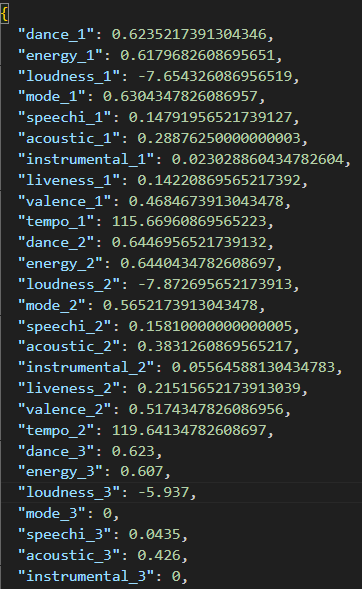 {
"dance_1": 0.6235217391304346,
"energy_1": 0.6179682608695651,
"loudness_1": -7.654326086956519,
"mode_1": 0.6304347826086957,
"speechi_1": 0.14791956521739127,
"acoustic_1": 0.28876250000000003,
"instrumental_1": 0.023028860434782604,
"liveness_1": 0.14220869565217392,
"valence_1": 0.4684673913043478,
"tempo_1": 115.66960869565223,
"dance_2": 0.6446956521739132,
"energy_2": 0.6440434782608697,
"loudness_2": -7.872695652173913,
"mode_2": 0.5652173913043478,
"speechi_2": 0.15810000000000005,
"acoustic_2": 0.3831260869565217,
"instrumental_2": 0.05564588130434783,
"liveness_2": 0.21515652173913039,
"valence_2": 0.5174347826086956,
"tempo_2": 119.64134782608697,
"dance_3": 0.623,
"energy_3": 0.607,
"loudness_3": -5.937,
"mode_3": 0,
"speechi_3": 0.0435,
"acoustic_3": 0.426,
"instrumental_3": 0,